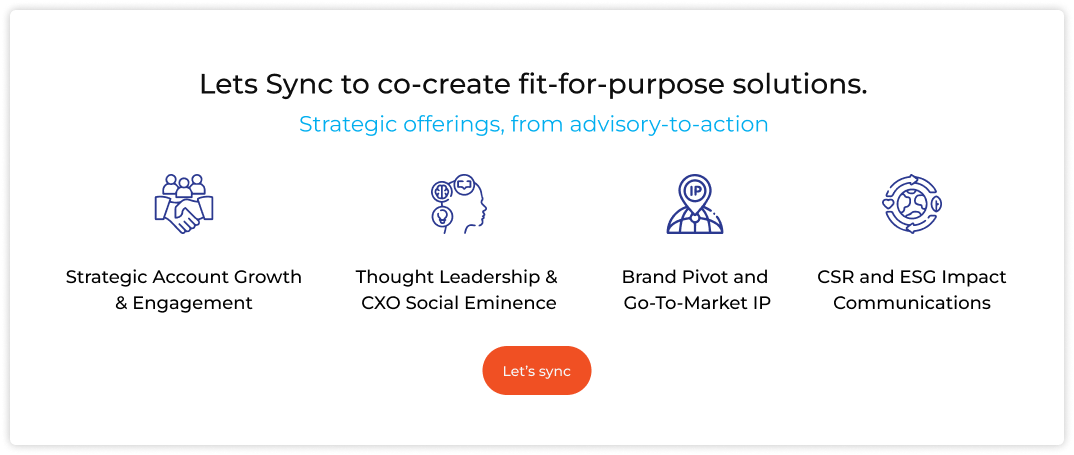 Lets Sync to co-create fit-for-purpose solutions.
Strategic offerings, from advisory-to-action
IP
Strategic Account Growth
& Engagement
Thought Leadership &
CXO Social Eminence
Brand Pivot and
Go-To-Market IP
CSR and ESG Impact
Communications
Let's sync